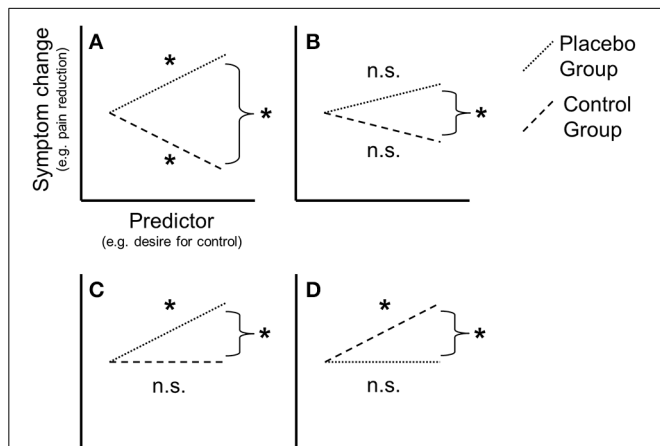 A
B
Symptom change
(e.g. pain reduction)
*
*
*
n.s.
n.s.
*
Placebo
Group
Control
Group
Predictor
(e.g. desire for control)
C
D
*
*
n.s.
*
*
n.s.